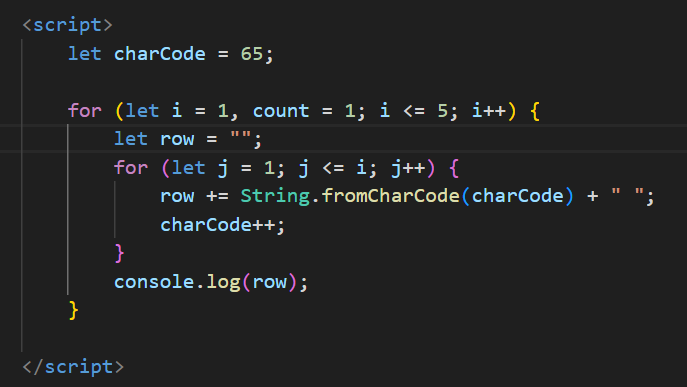 <script>
let charCode = 65;
for (let i = 1, count = 1; i <= 5; i++) {
let row = "";
for (let j = 1; j <= i; j++) {
row += String.fromCharCode(charCode) + " ";
charCode++;
}
console.log(row);
}
</script>